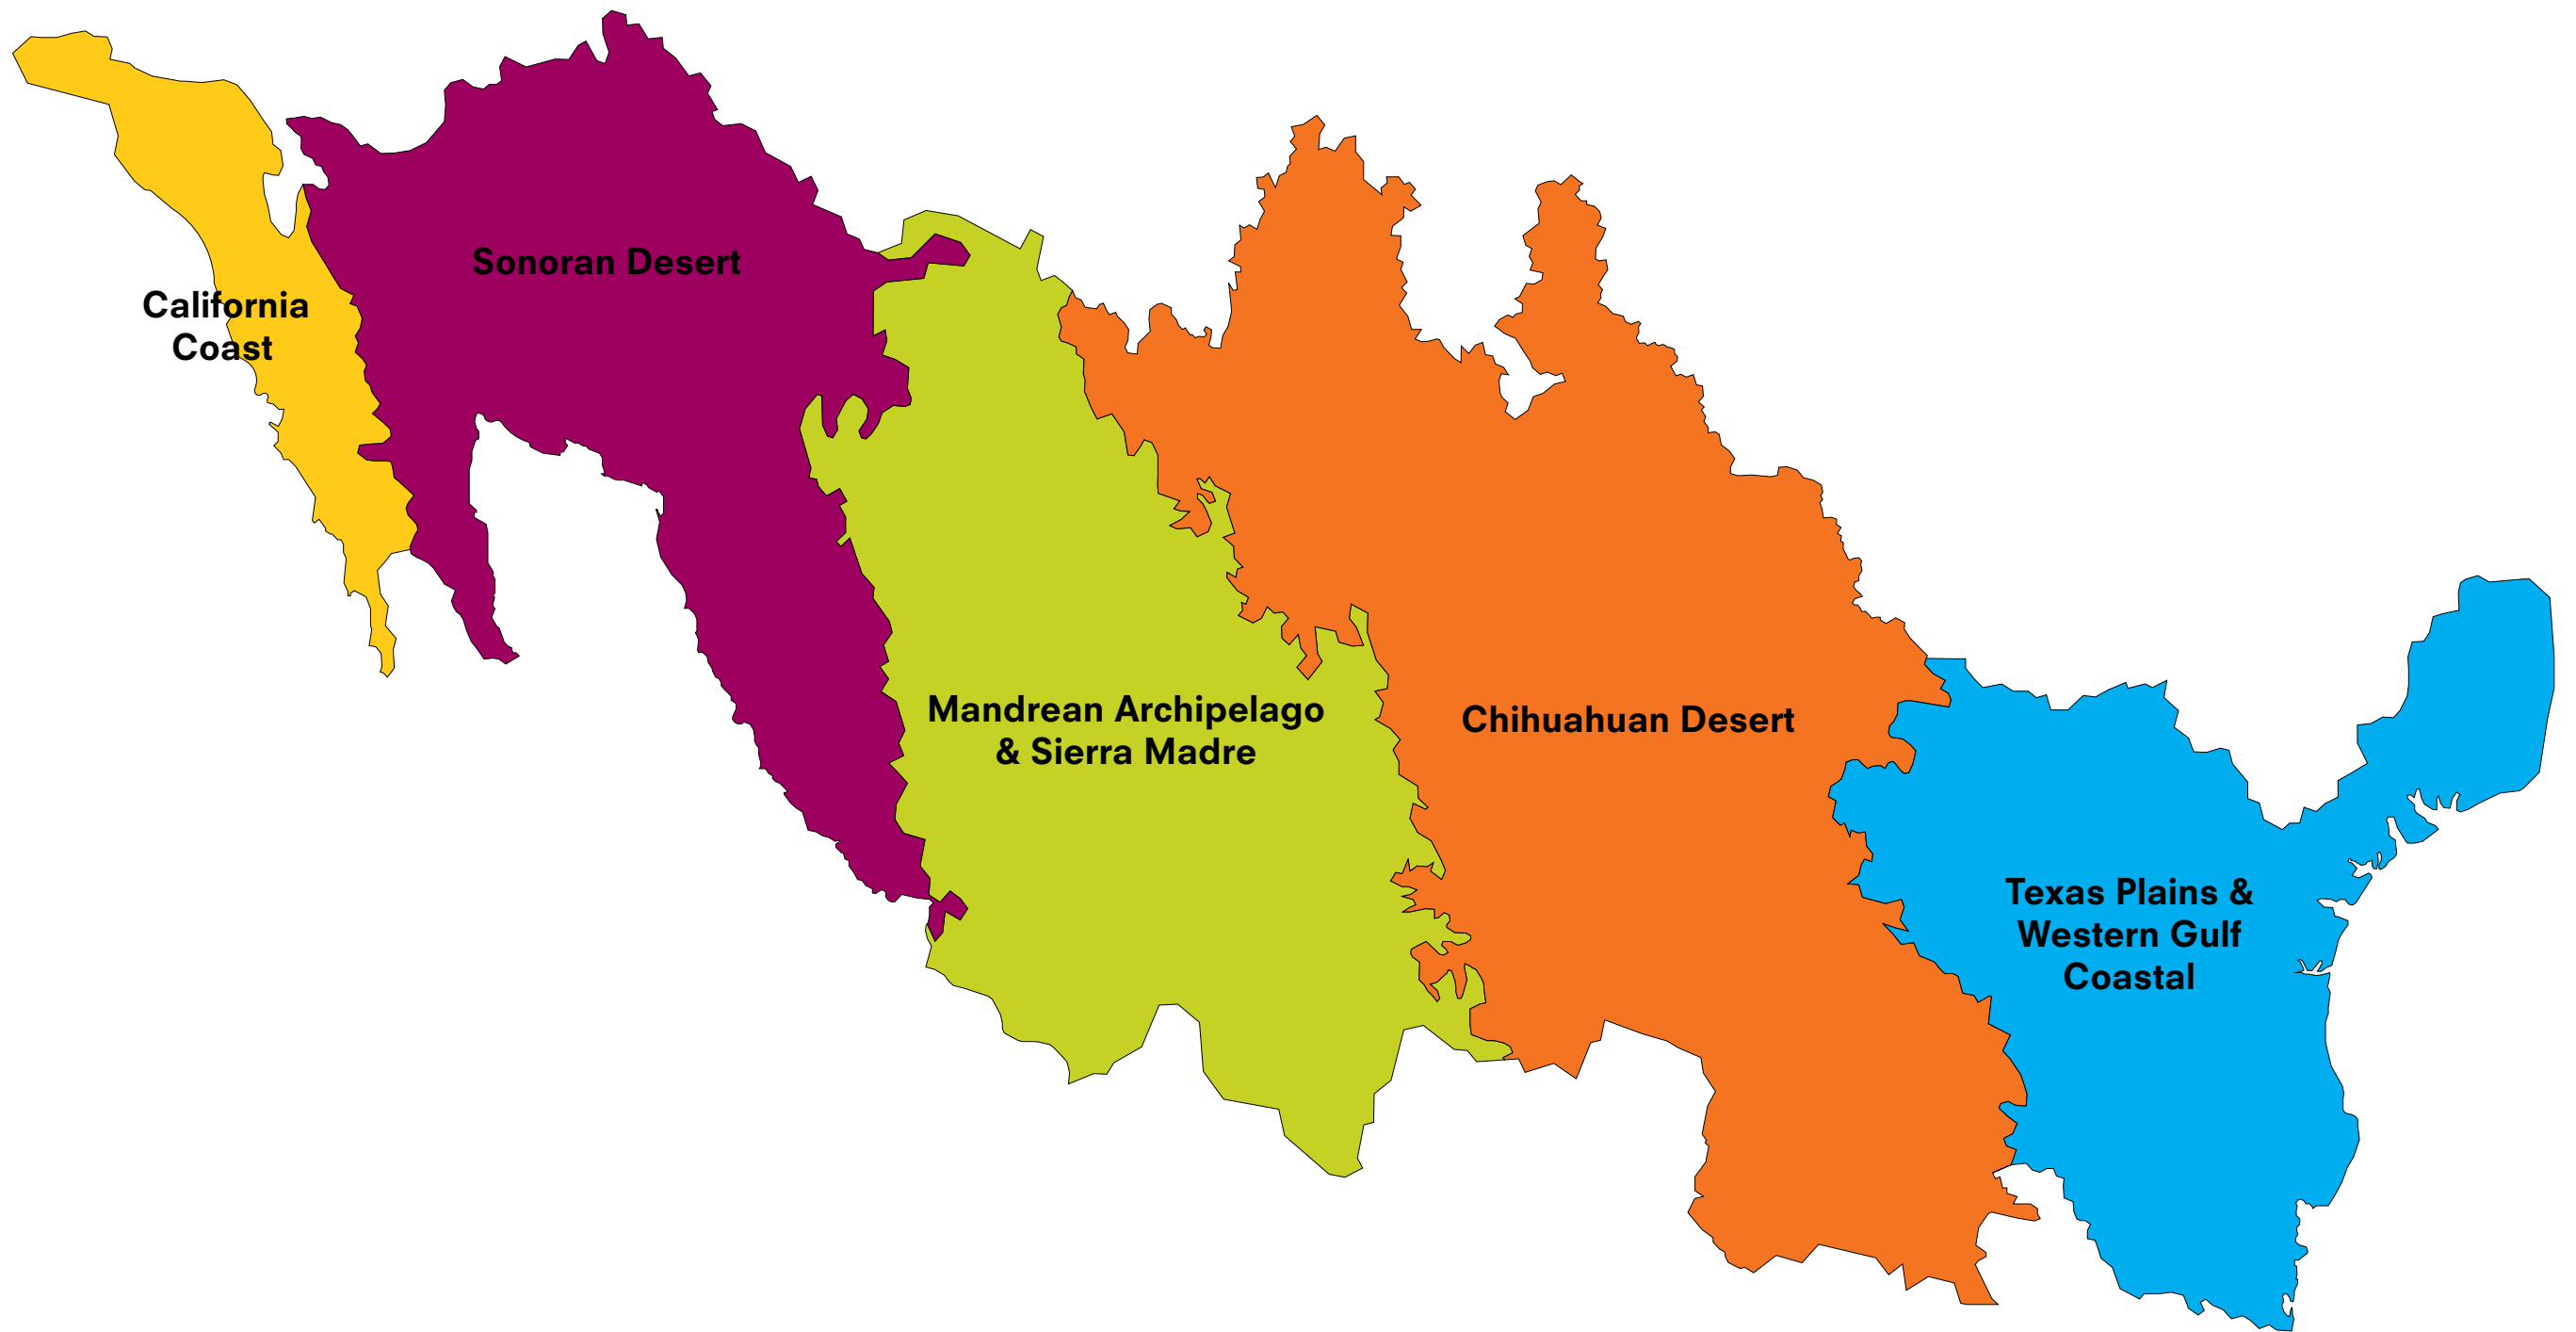 California
Coast
Sonoran Desert
Mandrean Archipelago
& Sierra Madre
Chihuahuan Desert
Texas Plains &
Western Gulf
Coastal